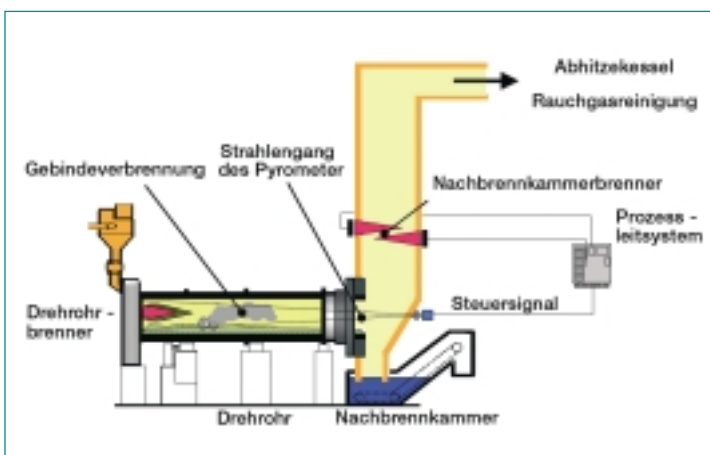 Abhitzekessel
Rauchgasreinigung
Strahlengang
des Pyrometer
Gebindeverbrennung
Nachbrennkammerbrenner
Prozess -
leitsystem
Steuersignal
Drehrohr -
brenner
Drehrohr
Nachbrennkammer